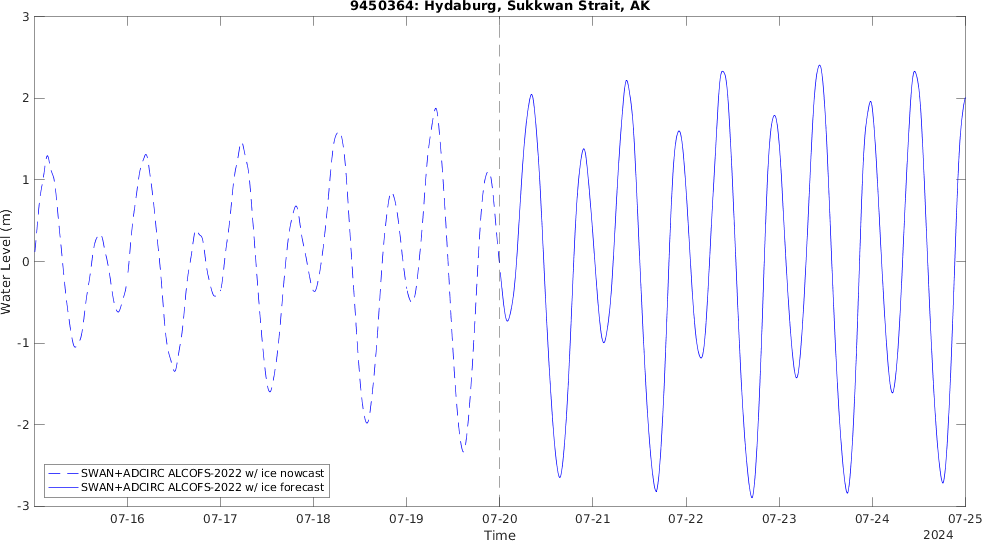 9450364: Hydaburg, Sukkwan Strait, AK
3
2
1
0
-1
-2
-3
Water Level (m)
SWAN+ADCIRC ALCOFS-2022 w/ ice nowcast
SWAN+ADCIRC ALCOFS-2022 w/ ice forecast
07-16 07-17 07-18 07-19 07-20 07-21 07-22 07-23 07-24 07-25
Time
2024